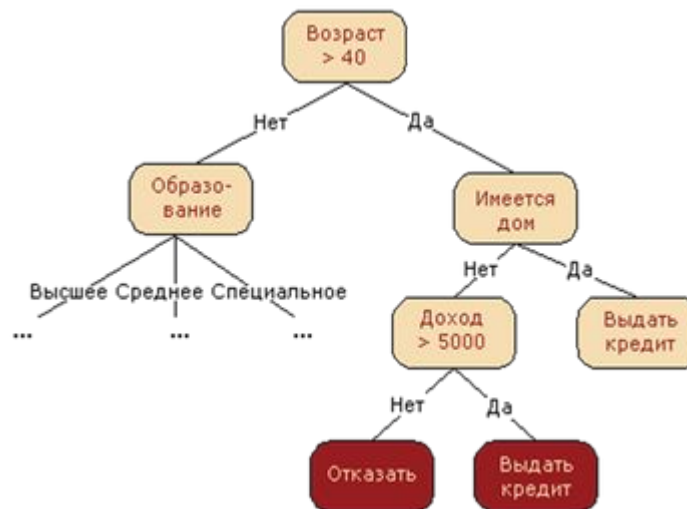 Возраст
> 40
Нет
Да
Образо-
вание
Имеется
дом
Высшее Среднее Специальное
... ... ...
Нет
Да
Доход
> 5000
Выдать
кредит
Нет
Да
Отказать
Выдать
кредит